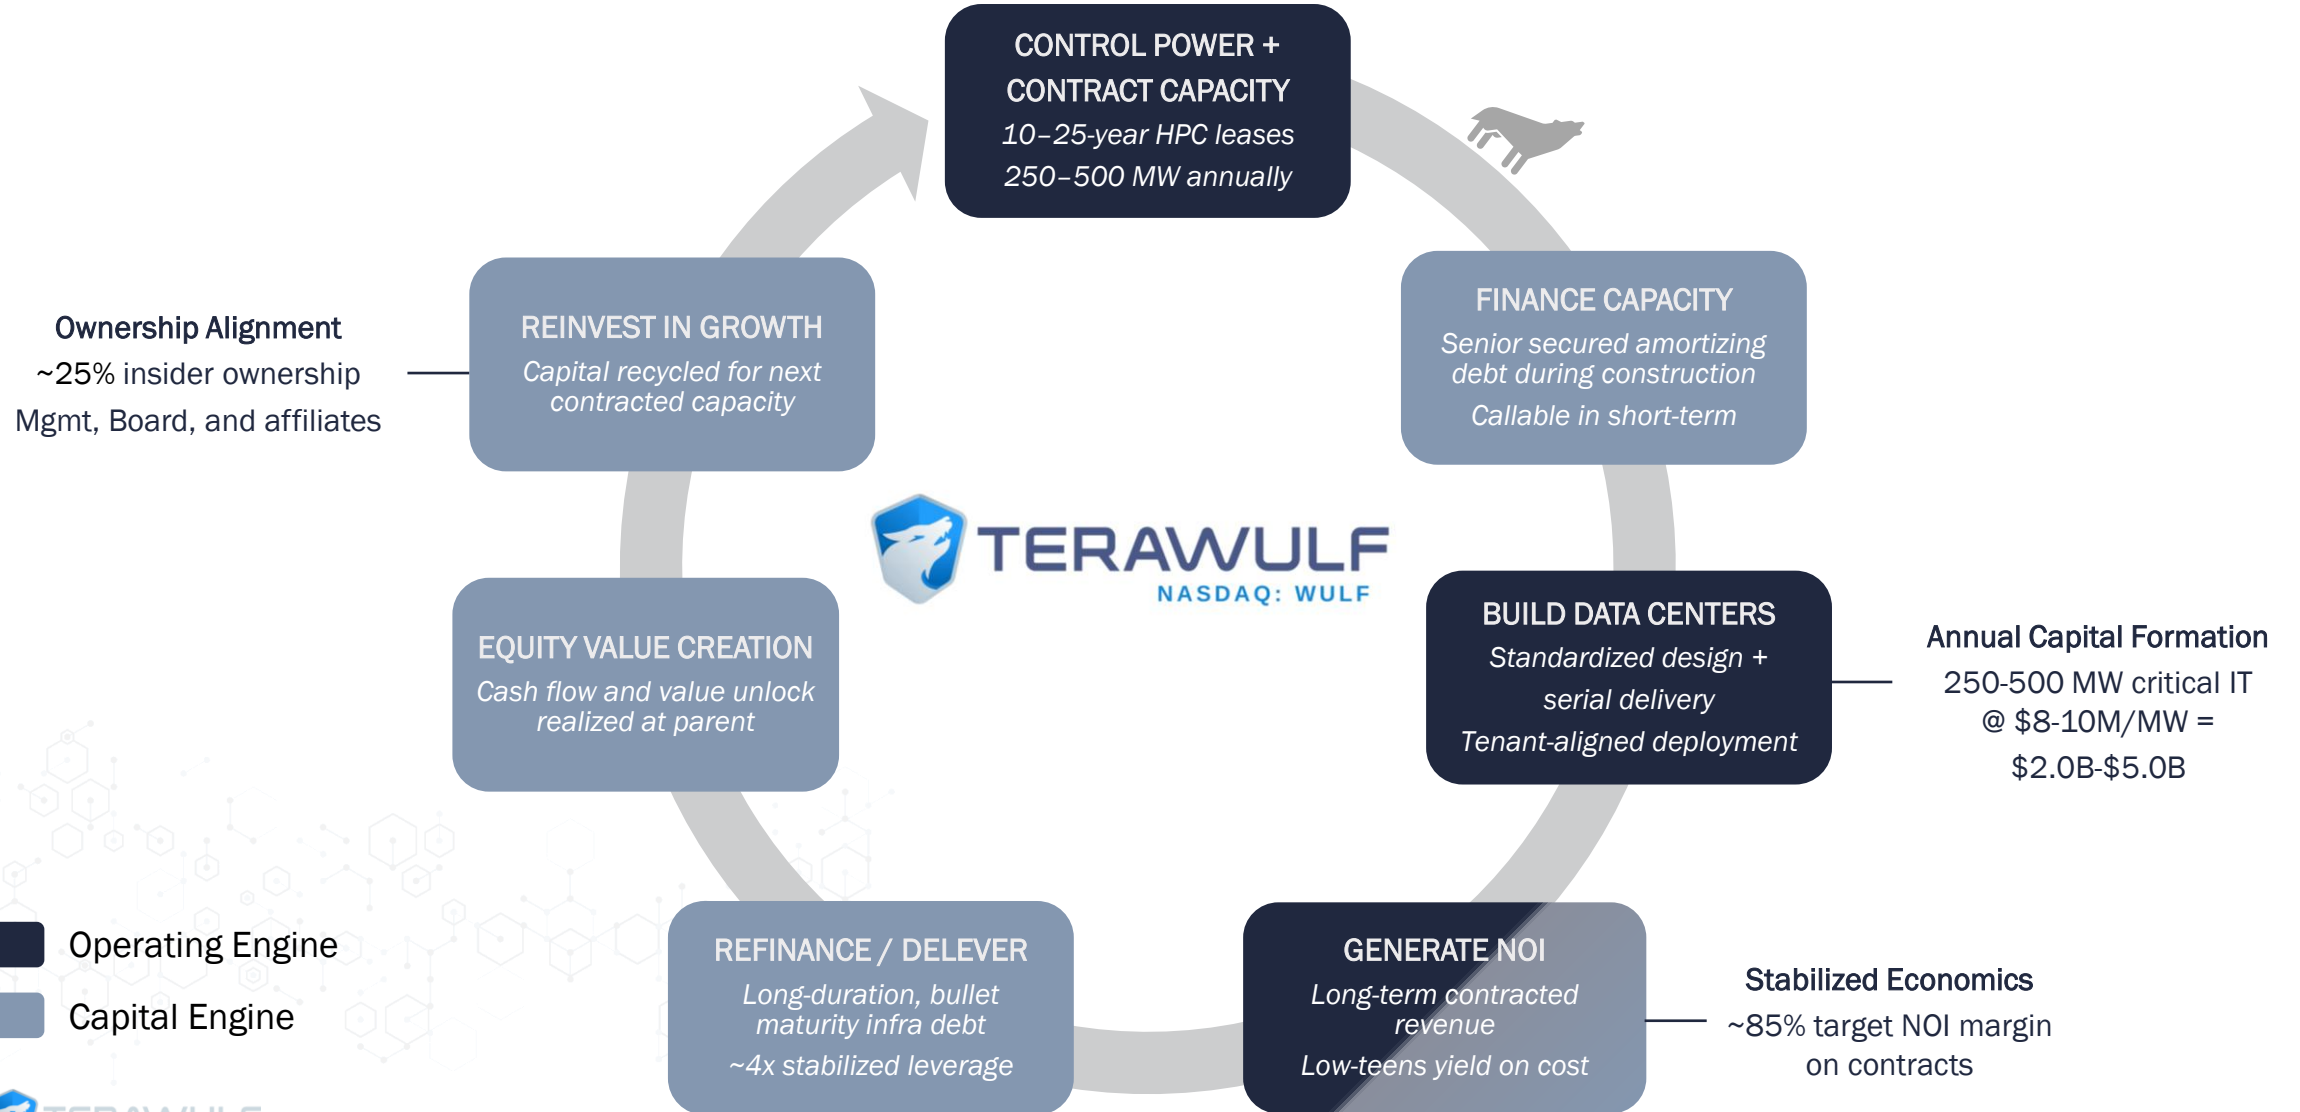 CONTROL POWER +
CONTRACT CAPACITY
10–25-year HPC leases
250–500 MW annually
FINANCE CAPACITY
Senior secured amortizing
debt during construction
Callable in short-term
BUILD DATA CENTERS
Standardized design +
serial delivery
Tenant-aligned deployment
Annual Capital Formation
250-500 MW critical IT
@ $8-10M/MW =
$2.0B-$5.0B
GENERATE NOI
Long-term contracted
revenue
Low-teens yield on cost
Stabilized Economics
~85% target NOI margin
on contracts
REFINANCE / DELEVER
Long-duration, bullet
maturity infra debt
~4x stabilized leverage
EQUITY VALUE CREATION
Cash flow and value unlock
realized at parent
REINVEST IN GROWTH
Capital recycled for next
contracted capacity
Ownership Alignment
~25% insider ownership
Mgmt, Board, and affiliates
TERAWULF
NASDAQ: WULF
Operating Engine
Capital Engine
TERAWULF